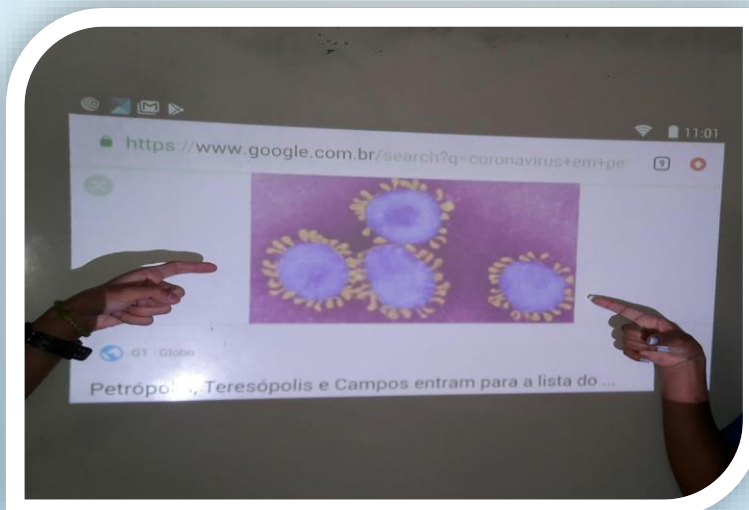 11:01
https://www.google.com.br/search?q=coronavirus+em+pe 9
G1 - Globo
Teresópolis e Campos entram para a lista do ...